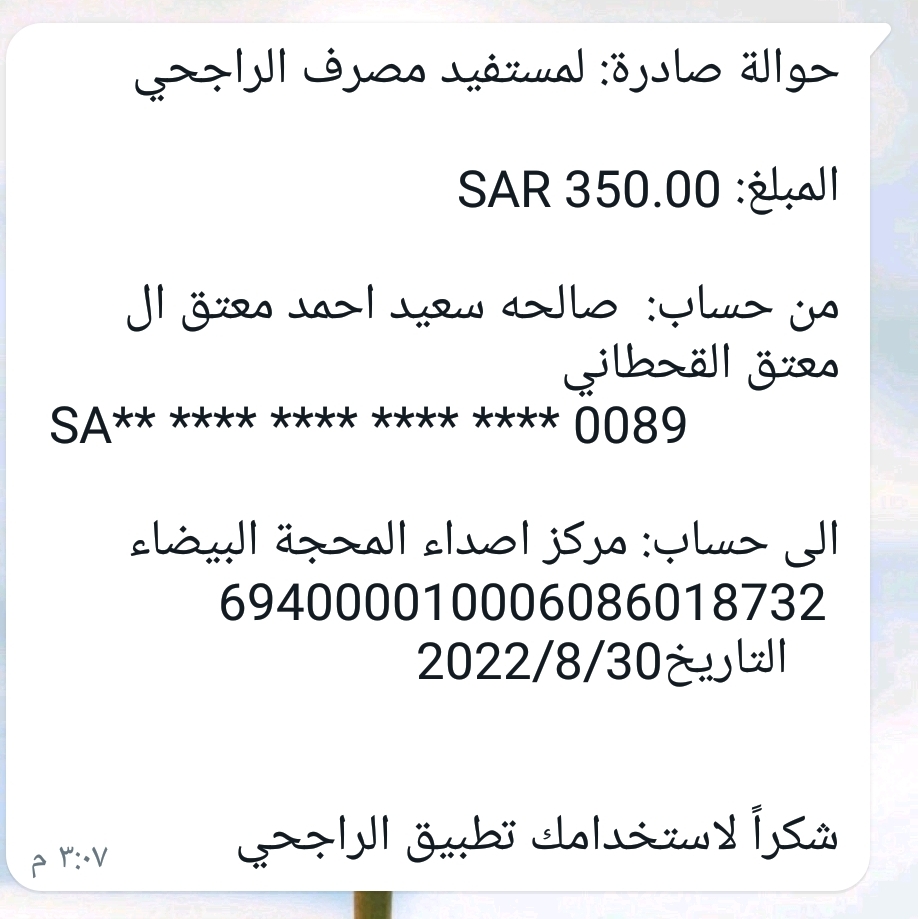 حوالة صادرة: لمستفيد مصرف الراجحي
المبلغ: SAR 350.00
من حساب: صالحه سعيد احمد معتق ال
معتق القحطاني
SA** **** **** **** **** 0089
الى حساب: مركز اصداء المحجة البيضاء
694000001000608601８732
التاريخ2022/8/30
شكراً لاستخدامك تطبيق الراجحي
٣:٠٧ م